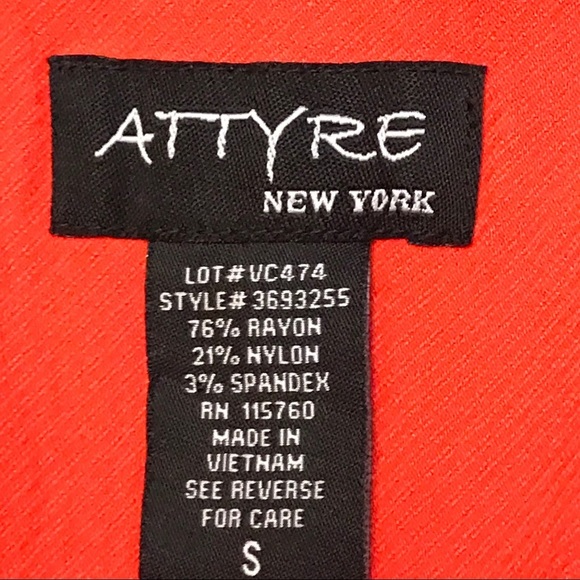 ATTYRE
NEW YORK
LOT# VC474
STYLE# 3693255
76% RAYON
21% NYLON
3% SPANDEX
RN 115760
MADE IN
VIETNAM
SEE REVERSE
FOR CARE
S